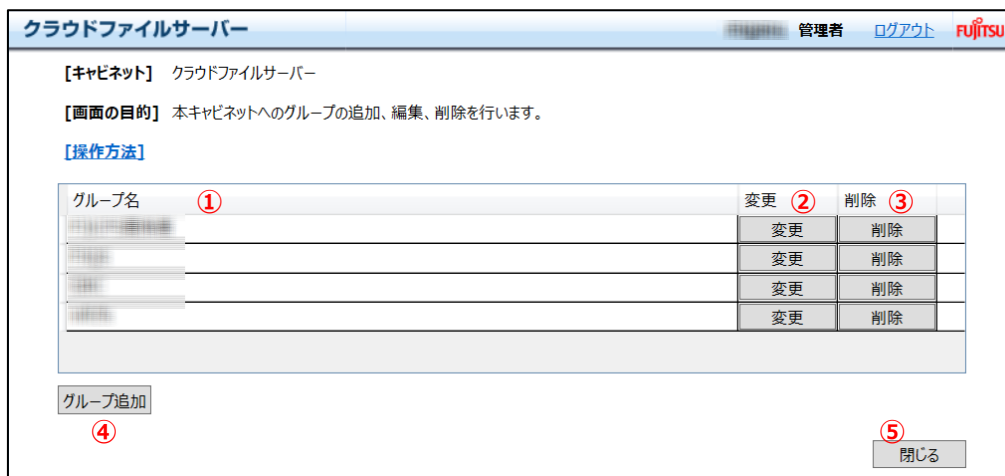 クラウドファイルサーバー 管理者 ログアウト FUJITSU
[キャビネット] クラウドファイルサーバー
[画面の目的] 本キャビネットへのグループの追加、編集、削除を行います。
[操作方法]
グループ名 ① 変更 ② 削除 ③
変更 削除
変更 削除
変更 削除
変更 削除
グループ追加
④ ⑤
閉じる